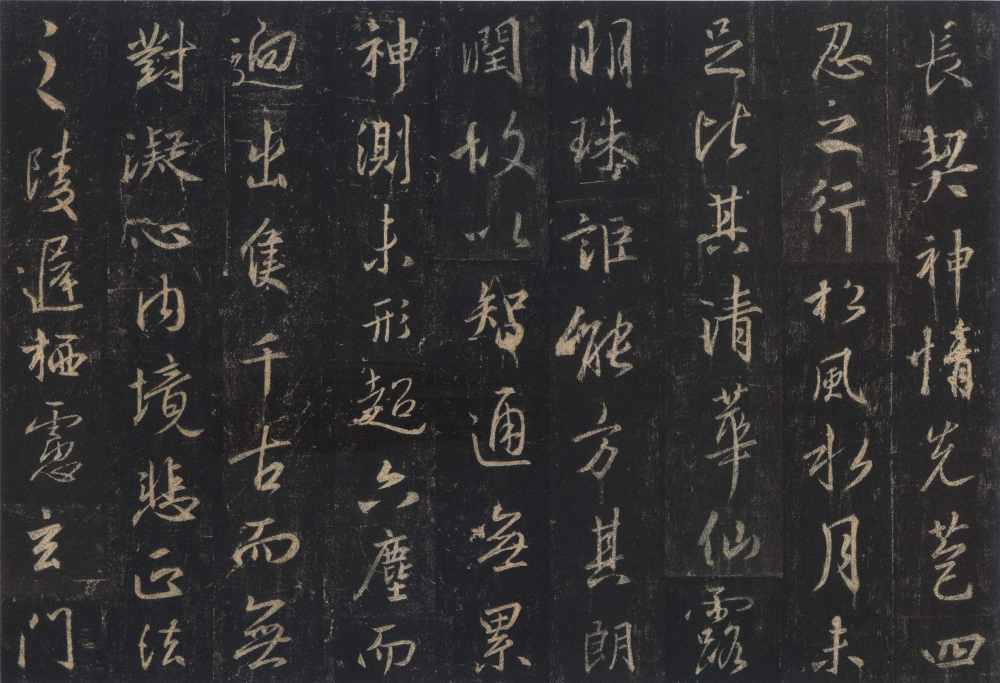 長契神情先苞四
忍之行松風水月未
足比其清華仙露
明珠詎能方其朗
潤故以智通無累
神測未形超六塵而
迥出隻千古而無
對凝心內境悲正法
之陵遲栖慮玄門